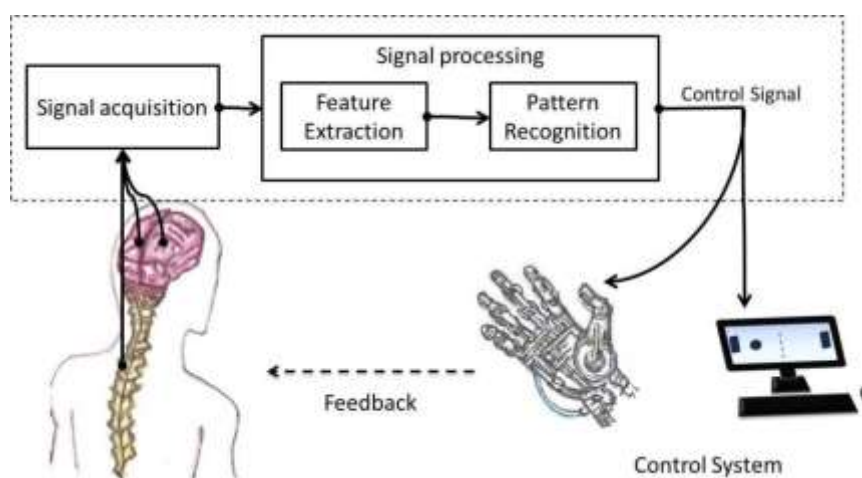 Signal processing
Signal acquisition
Feature
Extraction
Pattern
Recognition
Control Signal
Feedback
Control System